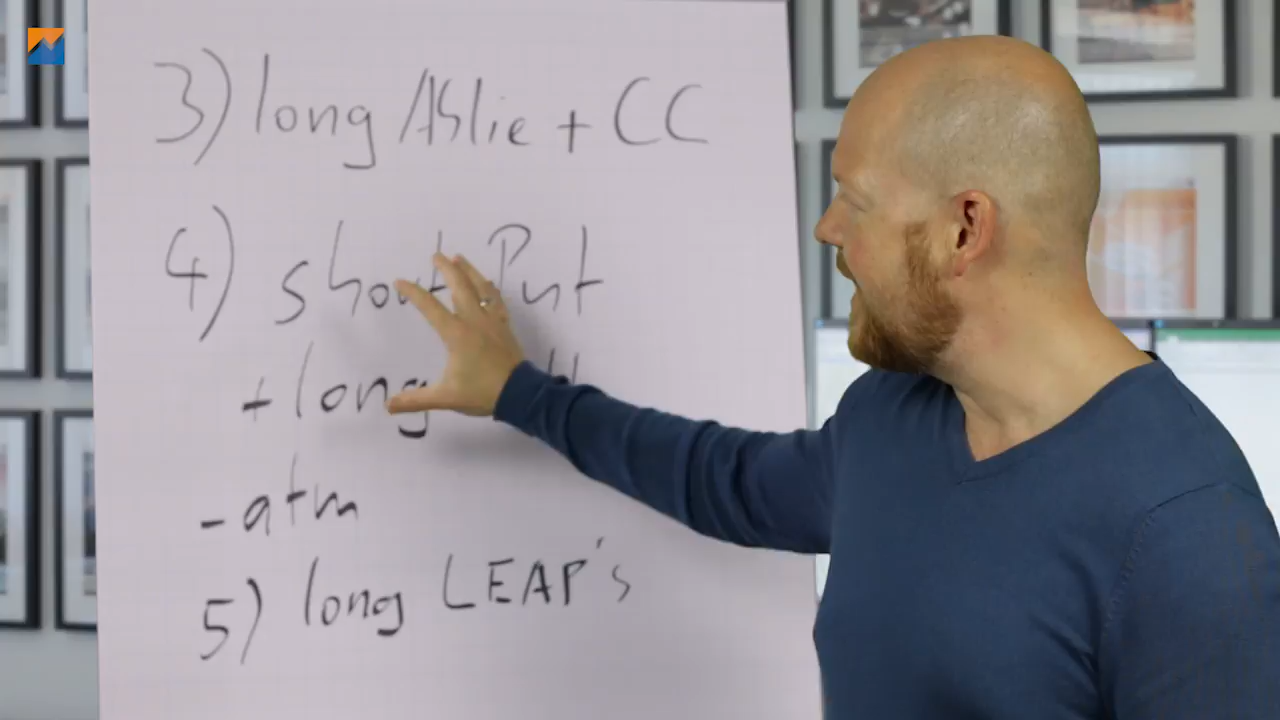 3) long Aktie + CC
4) short Put
+ long
- atm
5) long LEAP's